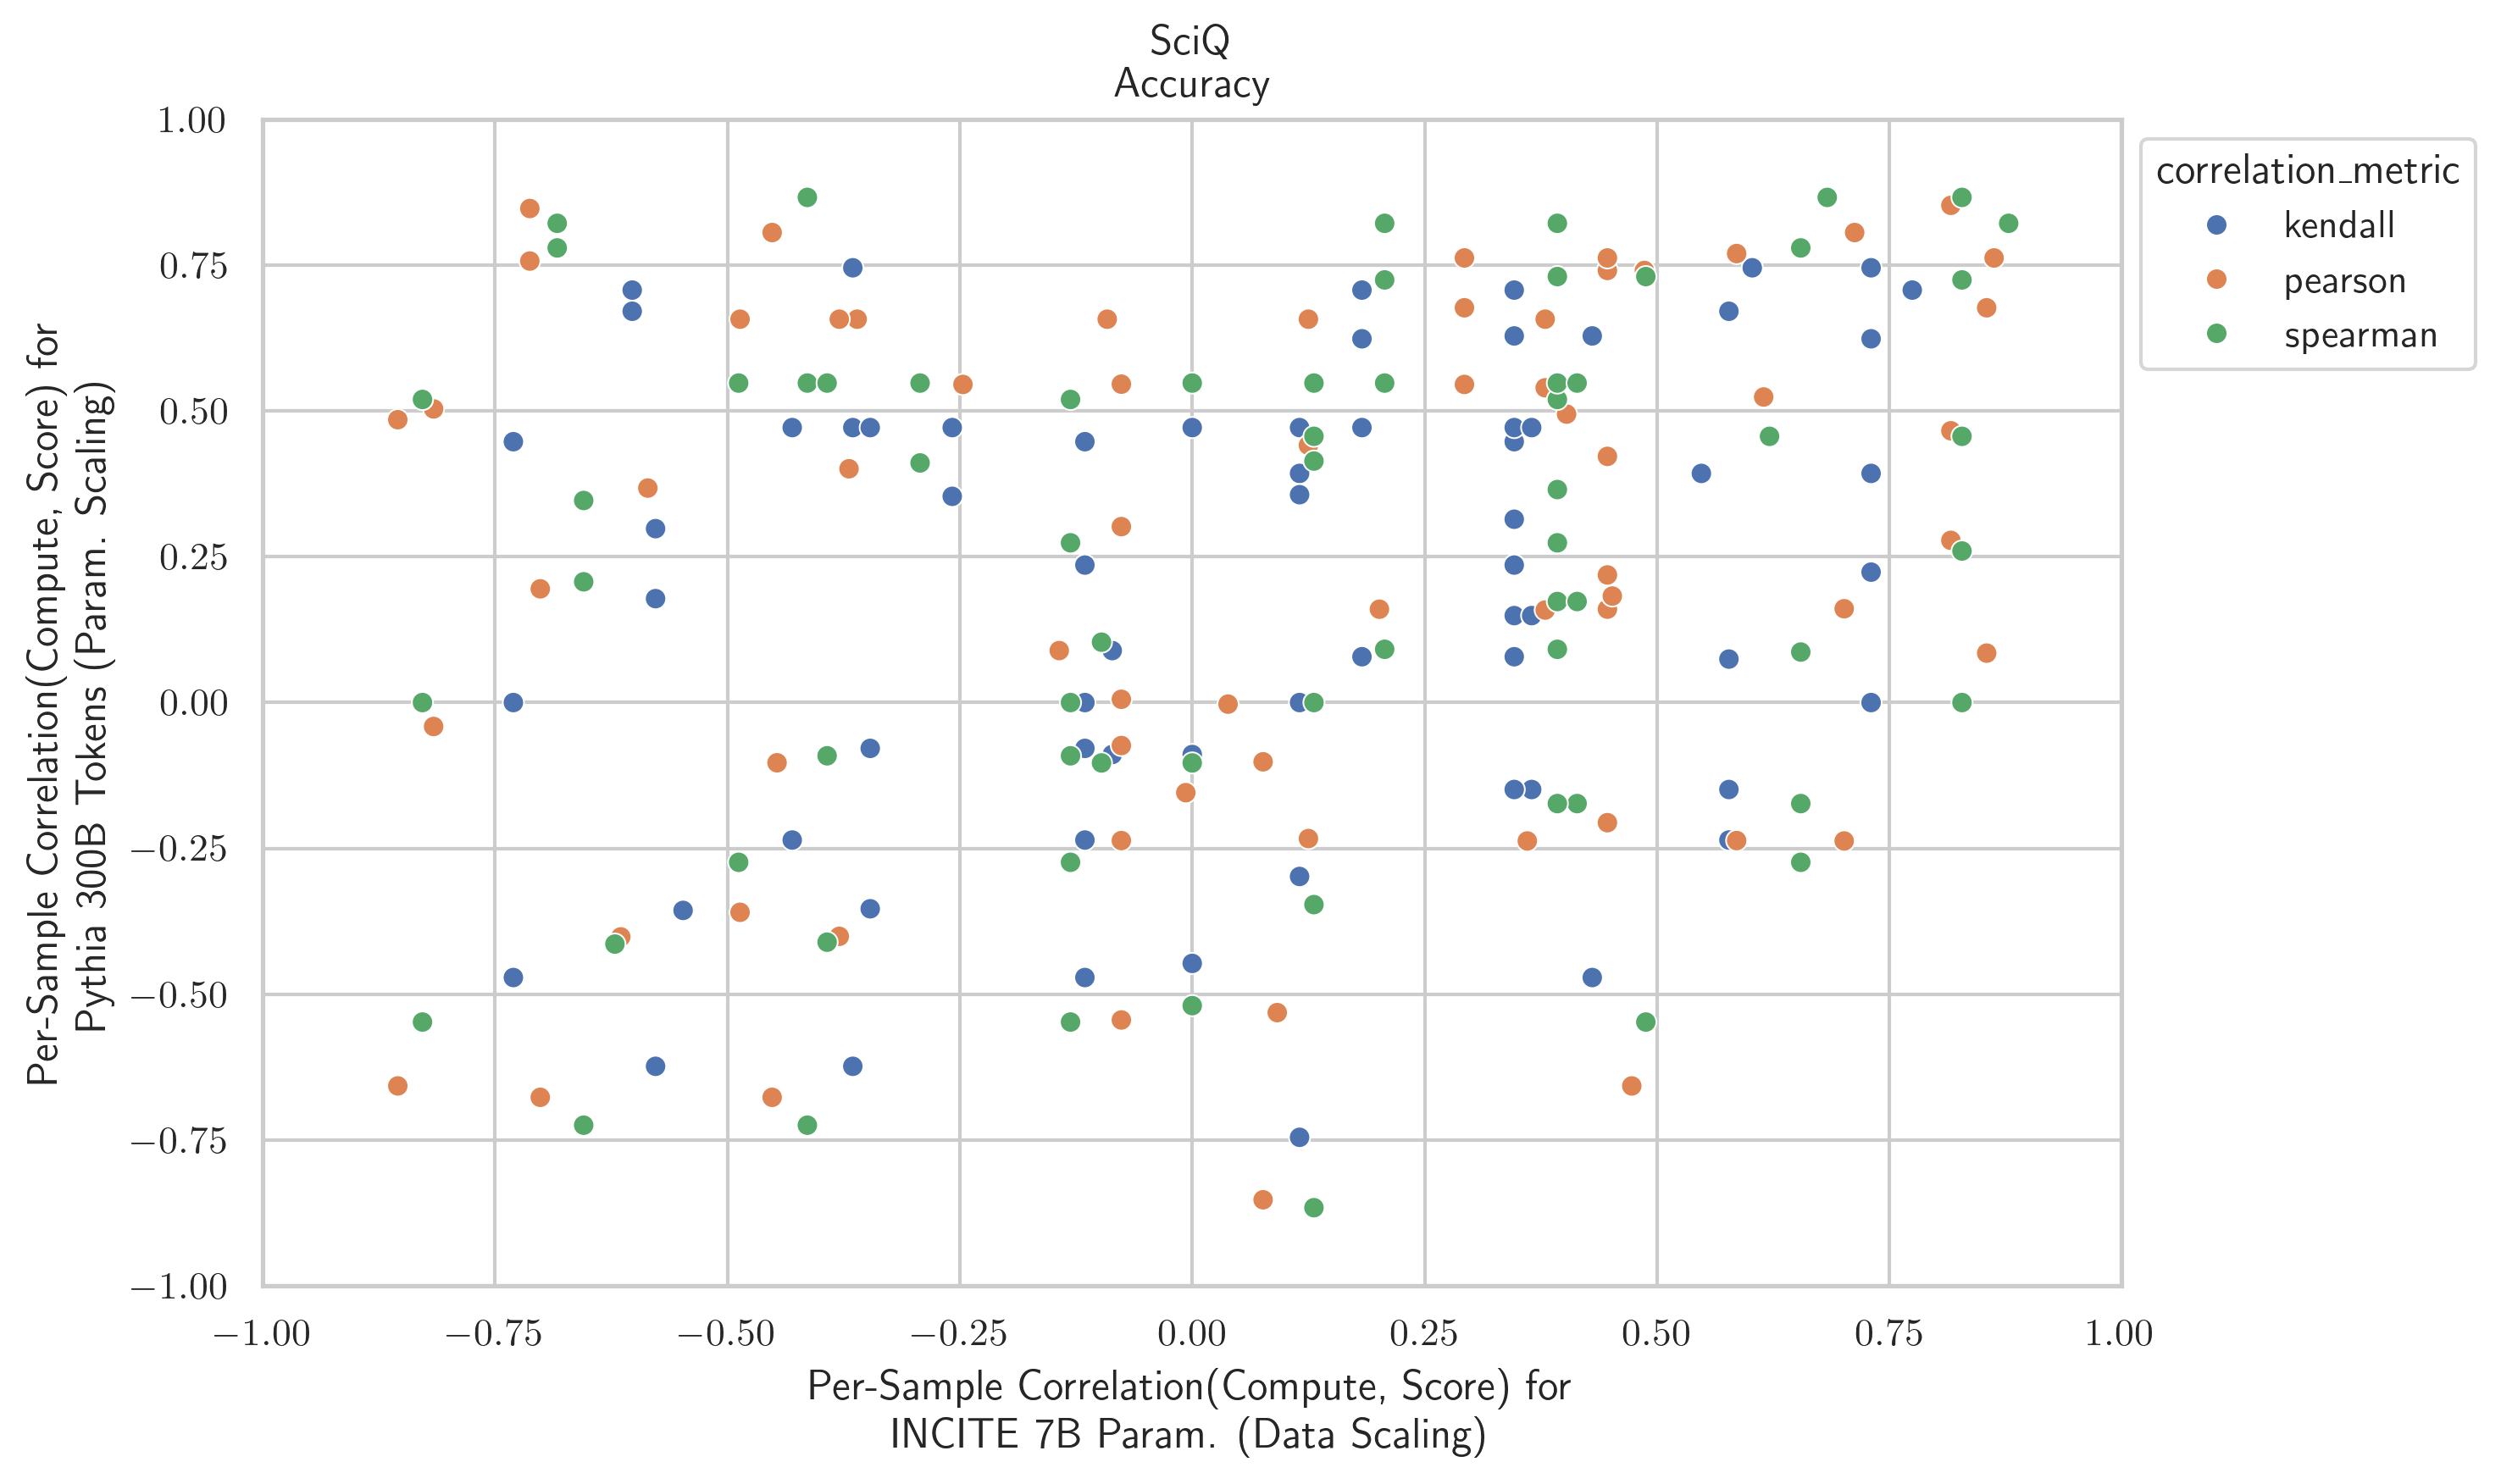 SciQ
Accuracy
Per-Sample Correlation(Compute, Score) for
Pythia 300B Tokens (Param. Scaling)
1.00
0.75
0.50
0.25
0.00
−0.25
−0.50
−0.75
−1.00
−1.00 −0.75 −0.50 −0.25 0.00 0.25 0.50 0.75 1.00
Per-Sample Correlation(Compute, Score) for
INCITE 7B Param. (Data Scaling)
correlation_metric
kendall
pearson
spearman